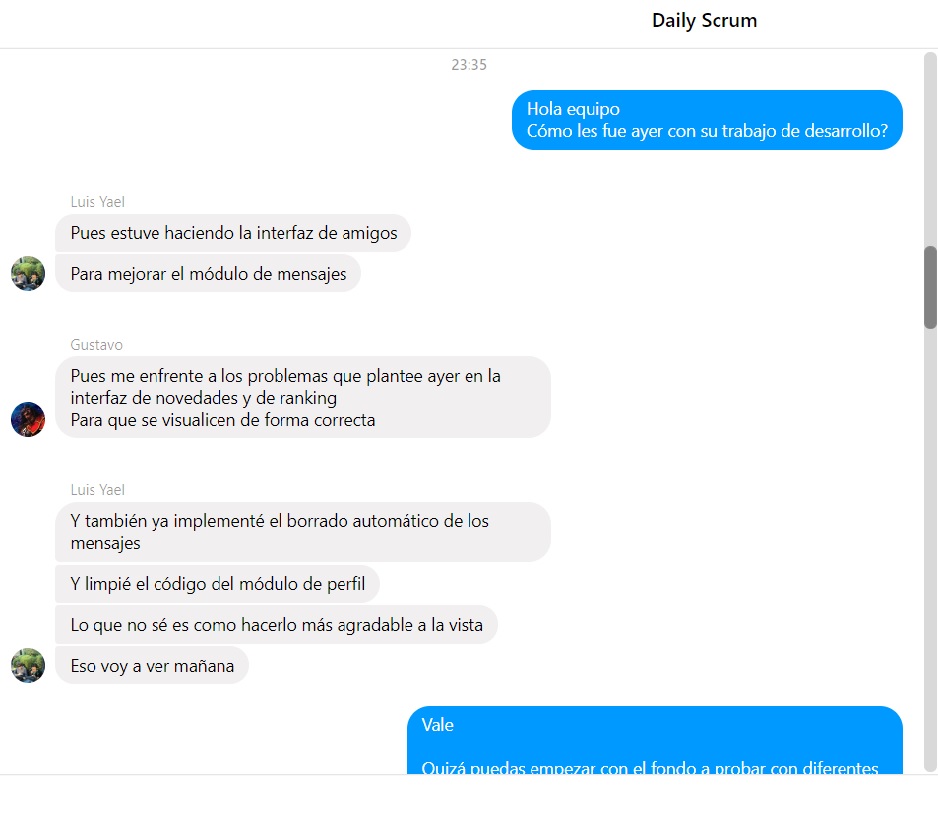 Daily Scrum
23:35
Hola equipo
Cómo les fue ayer con su trabajo de desarrollo?
Luis Yael
Pues estuve haciendo la interfaz de amigos
Para mejorar el módulo de mensajes
Gustavo
Pues me enfrente a los problemas que plantee ayer en la
interfaz de novedades y de ranking
Para que se visualicen de forma correcta
Luis Yael
Y también ya implementé el borrado automático de los
mensajes
Y limpié el código del módulo de perfil
Lo que no sé es como hacerlo más agradable a la vista
Eso voy a ver mañana
Vale
Quizá puedas empezar con el fondo a probar con diferentes